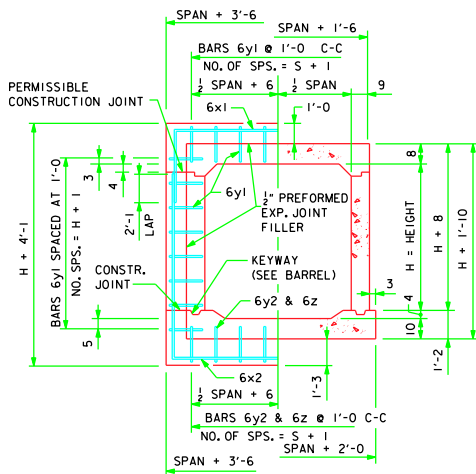 SPAN + 3'-6
SPAN + 1'-6
BARS 6y1 @ 1'-0 C-C
NO. OF SPS. = S + 1
1/2 SPAN + 6
1/2 SPAN
9
PERMISSIBLE
CONSTRUCTION JOINT
6x1
1'-0
H + 4'-1
BARS 6y1 SPACED AT 1'-0
NO. SPS. = H + 1
3
4
2'-1
LAP
6y1
1/2" PREFORMED
EXP. JOINT
FILLER
8
H = HEIGHT
H + 8
H + 1'-10
CONSTR.
JOINT
KEYWAY
(SEE BARREL)
6y2 & 6z
3
4
10
1'-2
5
6x2
1'-3
1/2 SPAN + 6
BARS 6y2 & 6z @ 1'-0 C-C
NO. OF SPS. = S + 1
SPAN + 2'-0
SPAN + 3'-6